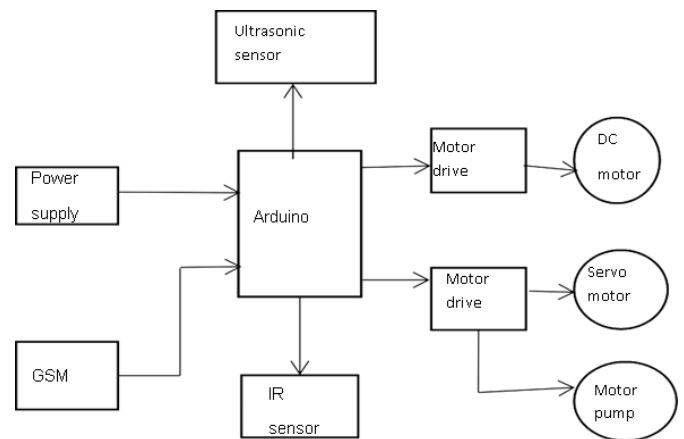 Ultrasonic
sensor
Motor
drive
DC
motor
Power
supply
Arduino
Motor
drive
Servo
motor
GSM
IR
sensor
Motor
pump